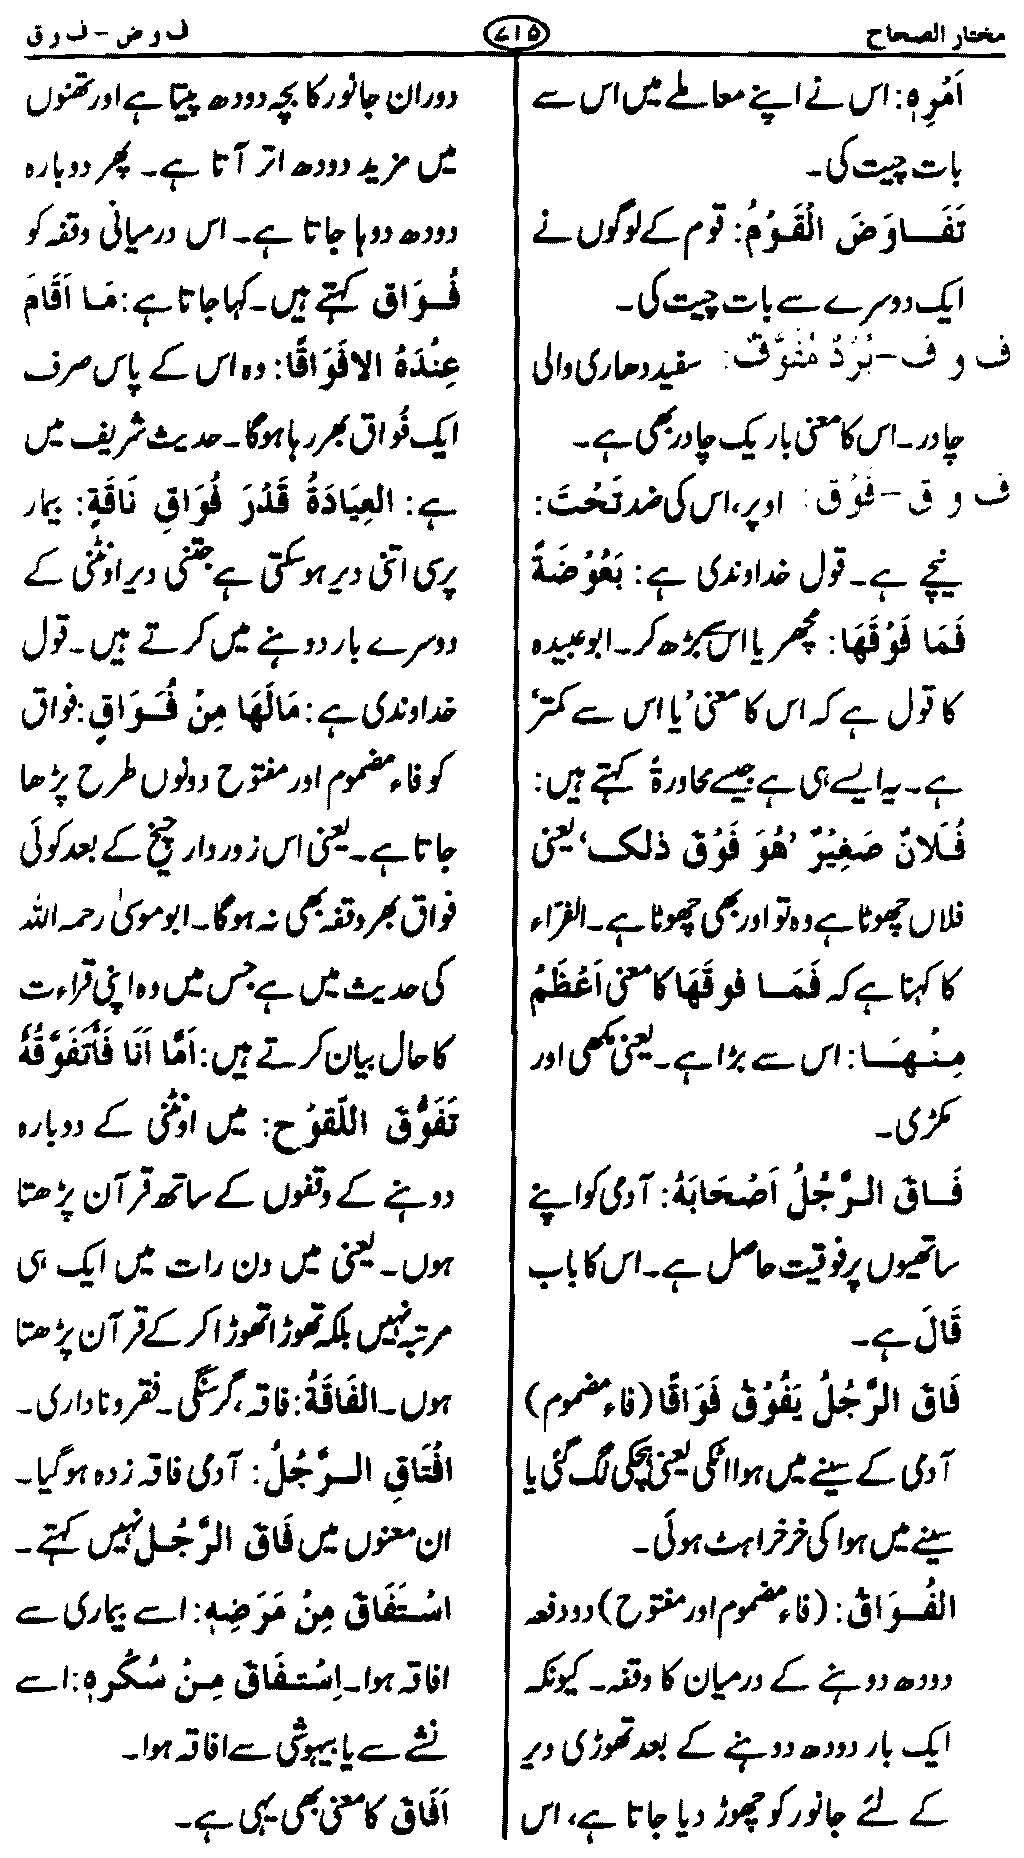 مختار الصحاح
۷۱۵
ف و ض – ف و ق
اَمْرِهٖ: اس نے اپنے معاملے میں اس سے
بات چیت کی۔
تَفَاوَضَ الْقَوْمُ: قوم کے لوگوں نے
ایک دوسرے سے بات چیت کی۔
ف و ف – بُرْدٌ مُفَوَّفٌ: سفید دھاری والی
چادر۔ اس کا معنی باریک چادر بھی ہے۔
ف و ق – فَوْق: اوپر، اس کی ضد تَحْتَ:
نیچے ہے۔ قول خداوندی ہے: بَعُوْضَةً
فَمَا فَوْقَهَا: مچھر یا اس بڑھ کر۔ ابوعبیدہ
کا قول ہے کہ اس کا معنی ’یا اس سے کمتر‘
ہے۔ یہ ایسے ہی ہے جیسے محاورۃً کہتے ہیں:
فُلَانٌ صَغِیْرٌ ’هُوَ فَوْقَ ذلک‘ یعنی
فلاں چھوٹا ہے وہ تو اور بھی چھوٹا ہے۔ الفرّاء
کا کہنا ہے کہ فَمَا فوقَهَا کا معنی اَعْظَمُ
مِنْهَا: اس سے بڑا ہے۔ یعنی مکھی اور
مکڑی۔
فَاقَ الرَّجُلُ اَصْحَابَهُ: آدمی کو اپنے
ساتھیوں پر فوقیت حاصل ہے۔ اس کا باب
قَالَ ہے۔
فَاقَ الرَّجُلُ یَفُوْقُ فَوَاقًا (فاء مضموم)
آدمی کے سینے میں ہوا اٹکی یعنی ہچکی لگ گئی یا
سینے میں ہوا کی خرخراہٹ ہوئی۔
الفُوَاقُ: (فاء مضموم اور مفتوح) دو دفعہ
دودھ دوہنے کے درمیان کا وقفہ۔ کیونکہ
ایک بار دودھ دوہنے کے بعد تھوڑی دیر
کے لئے جانور کو چھوڑ دیا جاتا ہے، اس
دوران جانور کا بچہ دودھ پیتا ہے اور تھنوں
میں مزید دودھ اتر آتا ہے۔ پھر دوبارہ
دودھ دوہا جاتا ہے۔ اس درمیانی وقفہ کو
فُوَاق کہتے ہیں۔ کہا جاتا ہے: مَا اَقَامَ
عِنْدَهُ الا فَوَاقًا: وہ اس کے پاس صرف
ایک فُواق بھر رہا ہوگا۔ حدیث شریف میں
ہے: العِیَادَةُ قَدْرَ فُوَاقِ نَاقَةٍ: بیمار
پرسی اتنی دیر ہوسکتی ہے جتنی دیر اونٹنی کے
دوسرے بار دوہنے میں کرتے ہیں۔ قول
خداوندی ہے: مَالَهَا مِنْ فُوَاقٍ: فواق
کو فاء مضموم اور مفتوح دونوں طرح پڑھا
جاتا ہے۔ یعنی اس زوردار چیخ کے بعد کوئی
فواق بھر وقفہ بھی نہ ہوگا۔ ابوموسیٰ رحمہ اللہ
کی حدیث میں ہے جس میں وہ اپنی قراءت
کا حال بیان کرتے ہیں: اَمَّا اَنَا فَاَتَفَوَّقُهٗ
تَفَوُّقَ اللَّقوْحِ: میں اونٹنی کے دوبارہ
دوہنے کے وقفوں کے ساتھ قرآن پڑھتا
ہوں۔ یعنی میں دن رات میں ایک ہی
مرتبہ نہیں بلکہ تھوڑا تھوڑا کر کے قرآن پڑھتا
ہوں۔ الفَاقَةُ: فاقہ، گرسنگی۔ فقر و ناداری۔
افْتَاقِ الرَّجُلُ: آدمی فاقہ زدہ ہوگیا۔
ان معنوں میں فَاقَ الرَّجُل نہیں کہتے۔
اسْتَفَاقَ مِنْ مَرَضِهٖ: اسے بیماری سے
افاقہ ہوا۔ اِسْتفَاقَ مِنْ سُکْرِهٖ: اسے
نشے سے یا بیہوشی سے افاقہ ہوا۔
اَفَاقَ کا معنی بھی یہی ہے۔